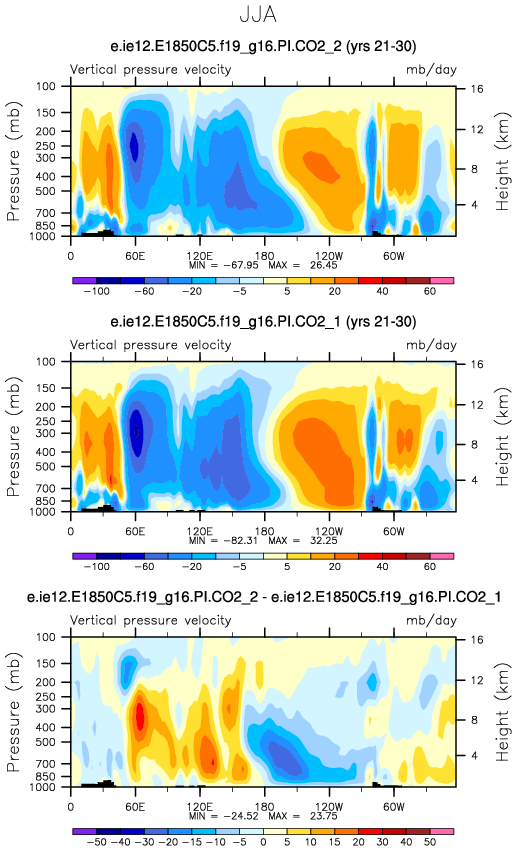 JJA
e.ie12.E1850C5.f19_g16.PI.CO2_2 (yrs 21-30)
Vertical pressure velocity mb/day
Pressure (mb)
100
150
200
250
300
400
500
700
850
1000
16
12
8
4
Height (km)
0 60E 120E 180 120W 60W
MIN = -67.95 MAX = 26.45
-100 -60 -20 -5 5 20 40 60
e.ie12.E1850C5.f19_g16.PI.CO2_1 (yrs 21-30)
Vertical pressure velocity mb/day
Pressure (mb)
100
150
200
250
300
400
500
700
850
1000
16
12
8
4
Height (km)
0 60E 120E 180 120W 60W
MIN = -82.31 MAX = 32.25
-100 -60 -20 -5 5 20 40 60
e.ie12.E1850C5.f19_g16.PI.CO2_2 - e.ie12.E1850C5.f19_g16.PI.CO2_1
Vertical pressure velocity mb/day
Pressure (mb)
100
150
200
250
300
400
500
700
850
1000
16
12
8
4
Height (km)
0 60E 120E 180 120W 60W
MIN = -24.52 MAX = 23.75
-50 -40 -30 -20 -15 -10 -5 0 5 10 15 20 30 40 50